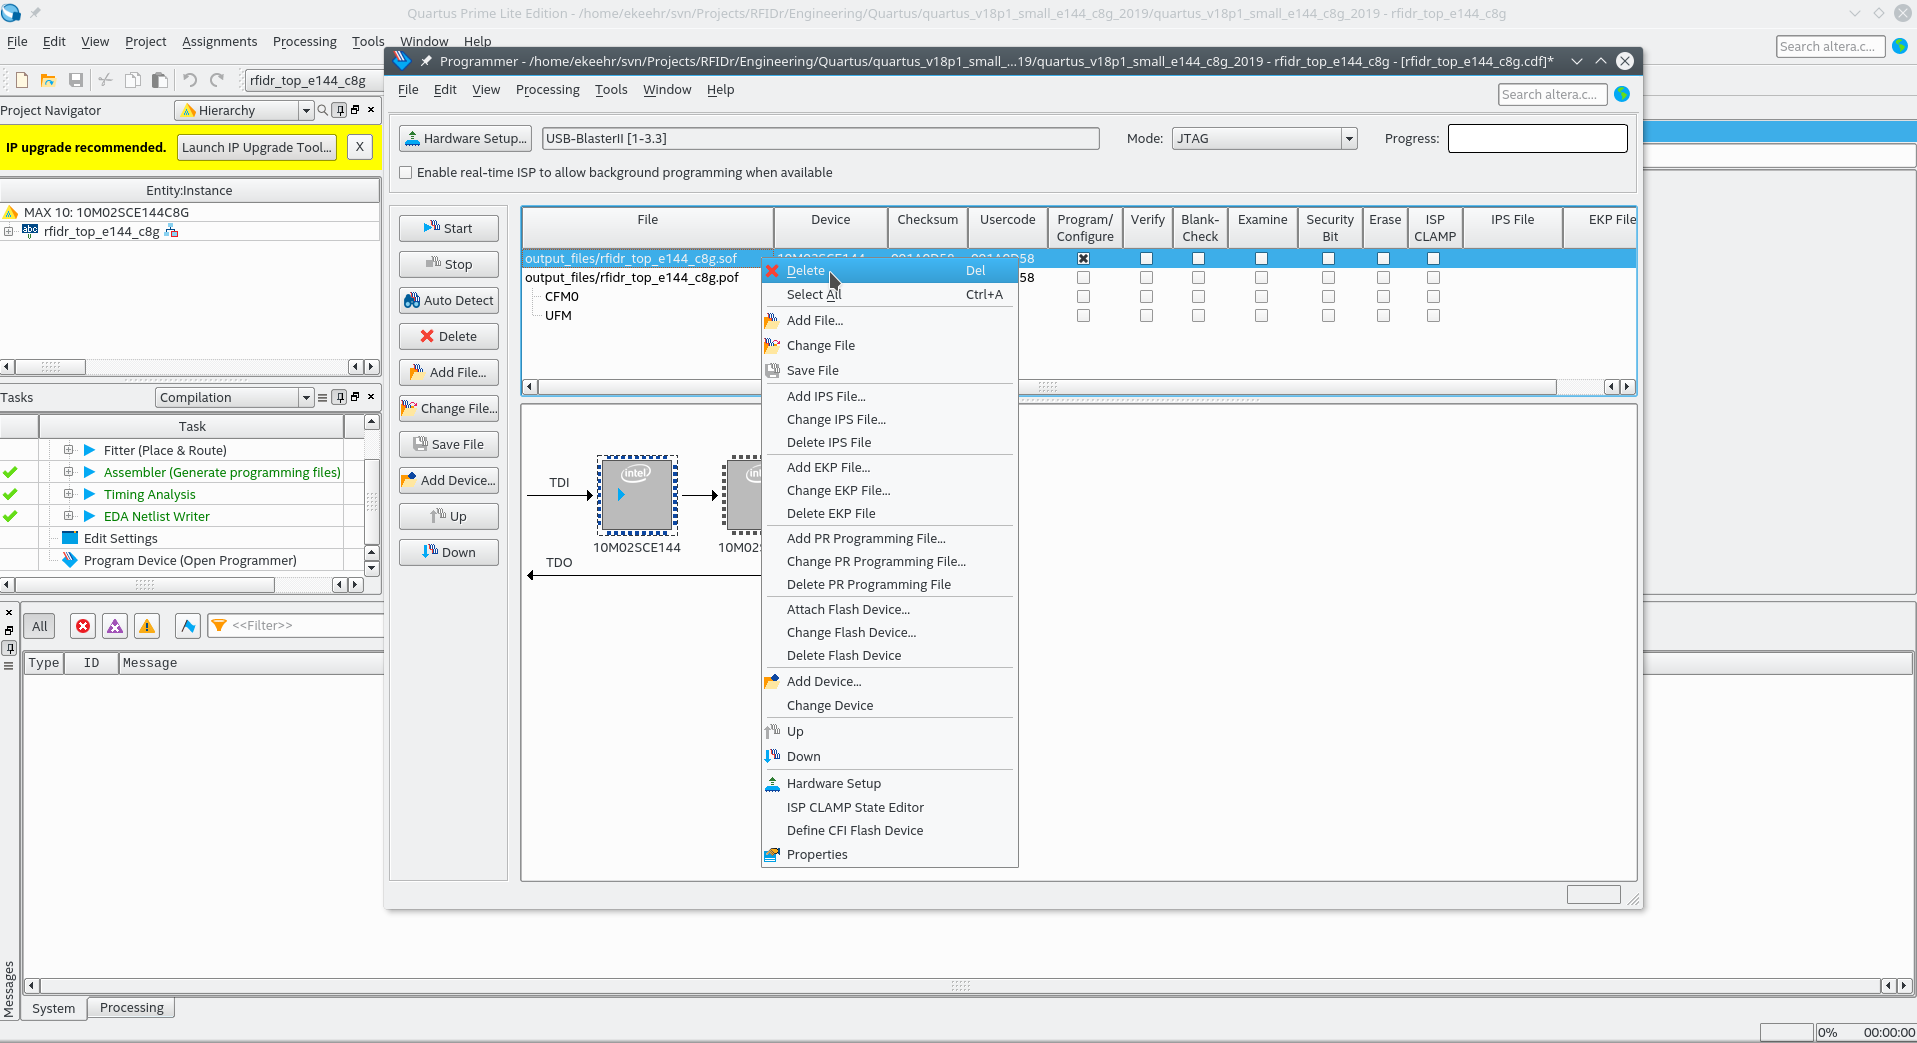 Quartus Prime Lite Edition - /home/ekeehr/svn/Projects/RFIDr/Engineering/Quartus/quartus_v18p1_small_e144_c8g_2019/quartus_v18p1_small_e144_c8g_2019 - rfidr_top_e144_c8g
File Edit View Project Assignments Processing Tools Window Help
Search altera.c...
rfidr_top_e144_c8g
Project Navigator
Hierarchy
IP upgrade recommended.
Launch IP Upgrade Tool...
X
Entity:Instance
MAX 10: 10M02SCE144C8G
abc rfidr_top_e144_c8g
Tasks
Compilation
Task
Fitter (Place & Route)
Assembler (Generate programming files)
Timing Analysis
EDA Netlist Writer
Edit Settings
Program Device (Open Programmer)
Programmer - /home/ekeehr/svn/Projects/RFIDr/Engineering/Quartus/quartus_v18p1_small_...19/quartus_v18p1_small_e144_c8g_2019 - rfidr_top_e144_c8g - [rfidr_top_e144_c8g.cdf]*
File Edit View Processing Tools Window Help
Search altera.c...
Hardware Setup...
USB-BlasterII [1-3.3]
Mode:
JTAG
Progress:
Enable real-time ISP to allow background programming when available
Start
Stop
Auto Detect
Delete
Add File...
Change File...
Save File
Add Device...
Up
Down
File Device Checksum Usercode Program/ Configure Verify Blank- Check Examine Security Bit Erase ISP CLAMP IPS File EKP File
output_files/rfidr_top_e144_c8g.sof 10M02SCE144 58
output_files/rfidr_top_e144_c8g.pof 58
CFM0
UFM
TDI
intel
10M02SCE144
10M02S
TDO
Delete Del
Select All Ctrl+A
Add File...
Change File
Save File
Add IPS File...
Change IPS File...
Delete IPS File
Add EKP File...
Change EKP File...
Delete EKP File
Add PR Programming File...
Change PR Programming File...
Delete PR Programming File
Attach Flash Device...
Change Flash Device...
Delete Flash Device
Add Device...
Change Device
Up
Down
Hardware Setup
ISP CLAMP State Editor
Define CFI Flash Device
Properties
All
<<Filter>>
Type ID Message
Messages
System Processing
0% 00:00:00